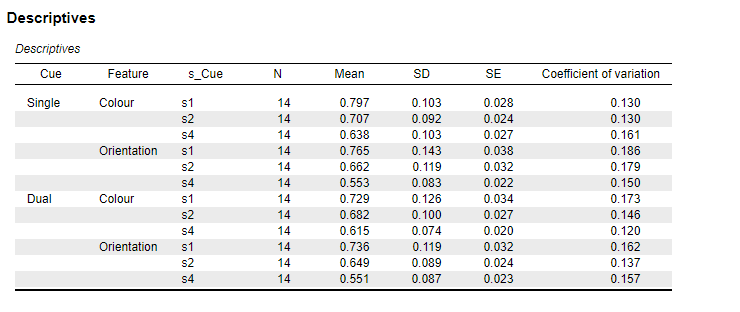 Descriptives
Descriptives
Cue Feature s_Cue N Mean SD SE Coefficient of variation
Single Colour s1 14 0.797 0.103 0.028 0.130
s2 14 0.707 0.092 0.024 0.130
s4 14 0.638 0.103 0.027 0.161
Orientation s1 14 0.765 0.143 0.038 0.186
s2 14 0.662 0.119 0.032 0.179
s4 14 0.553 0.083 0.022 0.150
Dual Colour s1 14 0.729 0.126 0.034 0.173
s2 14 0.682 0.100 0.027 0.146
s4 14 0.615 0.074 0.020 0.120
Orientation s1 14 0.736 0.119 0.032 0.162
s2 14 0.649 0.089 0.024 0.137
s4 14 0.551 0.087 0.023 0.157